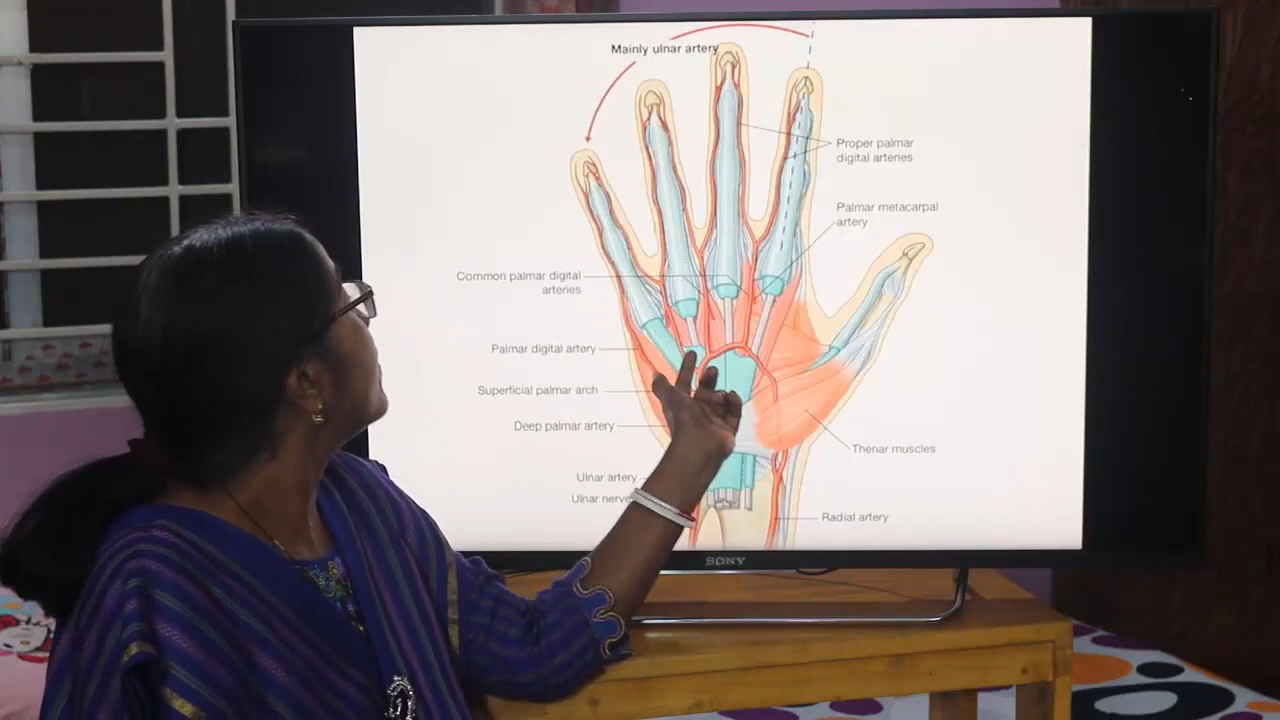 Mainly ulnar artery
Proper palmar
digital arteries
Palmar metacarpal
artery
Common palmar digital
arteries
Palmar digital artery
Superficial palmar arch
Deep palmar artery
Thenar muscles
Ulnar artery
Ulnar nerve
Radial artery
SONY